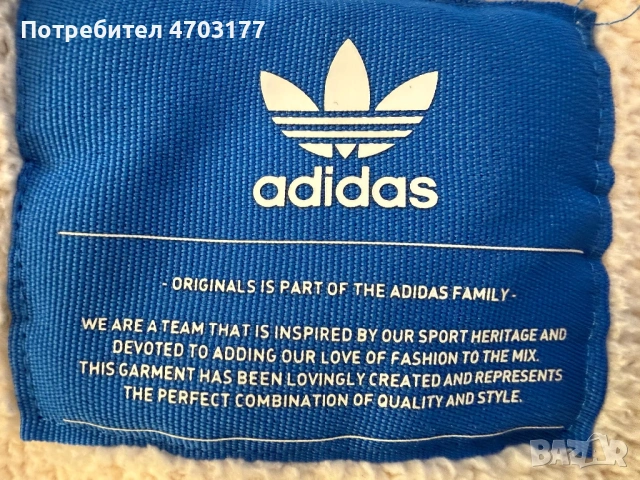 Потребител 4703177
adidas
- ORIGINALS IS PART OF THE ADIDAS FAMILY -
WE ARE A TEAM THAT IS INSPIRED BY OUR SPORT HERITAGE AND
DEVOTED TO ADDING OUR LOVE OF FASHION TO THE MIX.
THIS GARMENT HAS BEEN LOVINGLY CREATED AND REPRESENTS
THE PERFECT COMBINATION OF QUALITY AND STYLE.
BAZAR